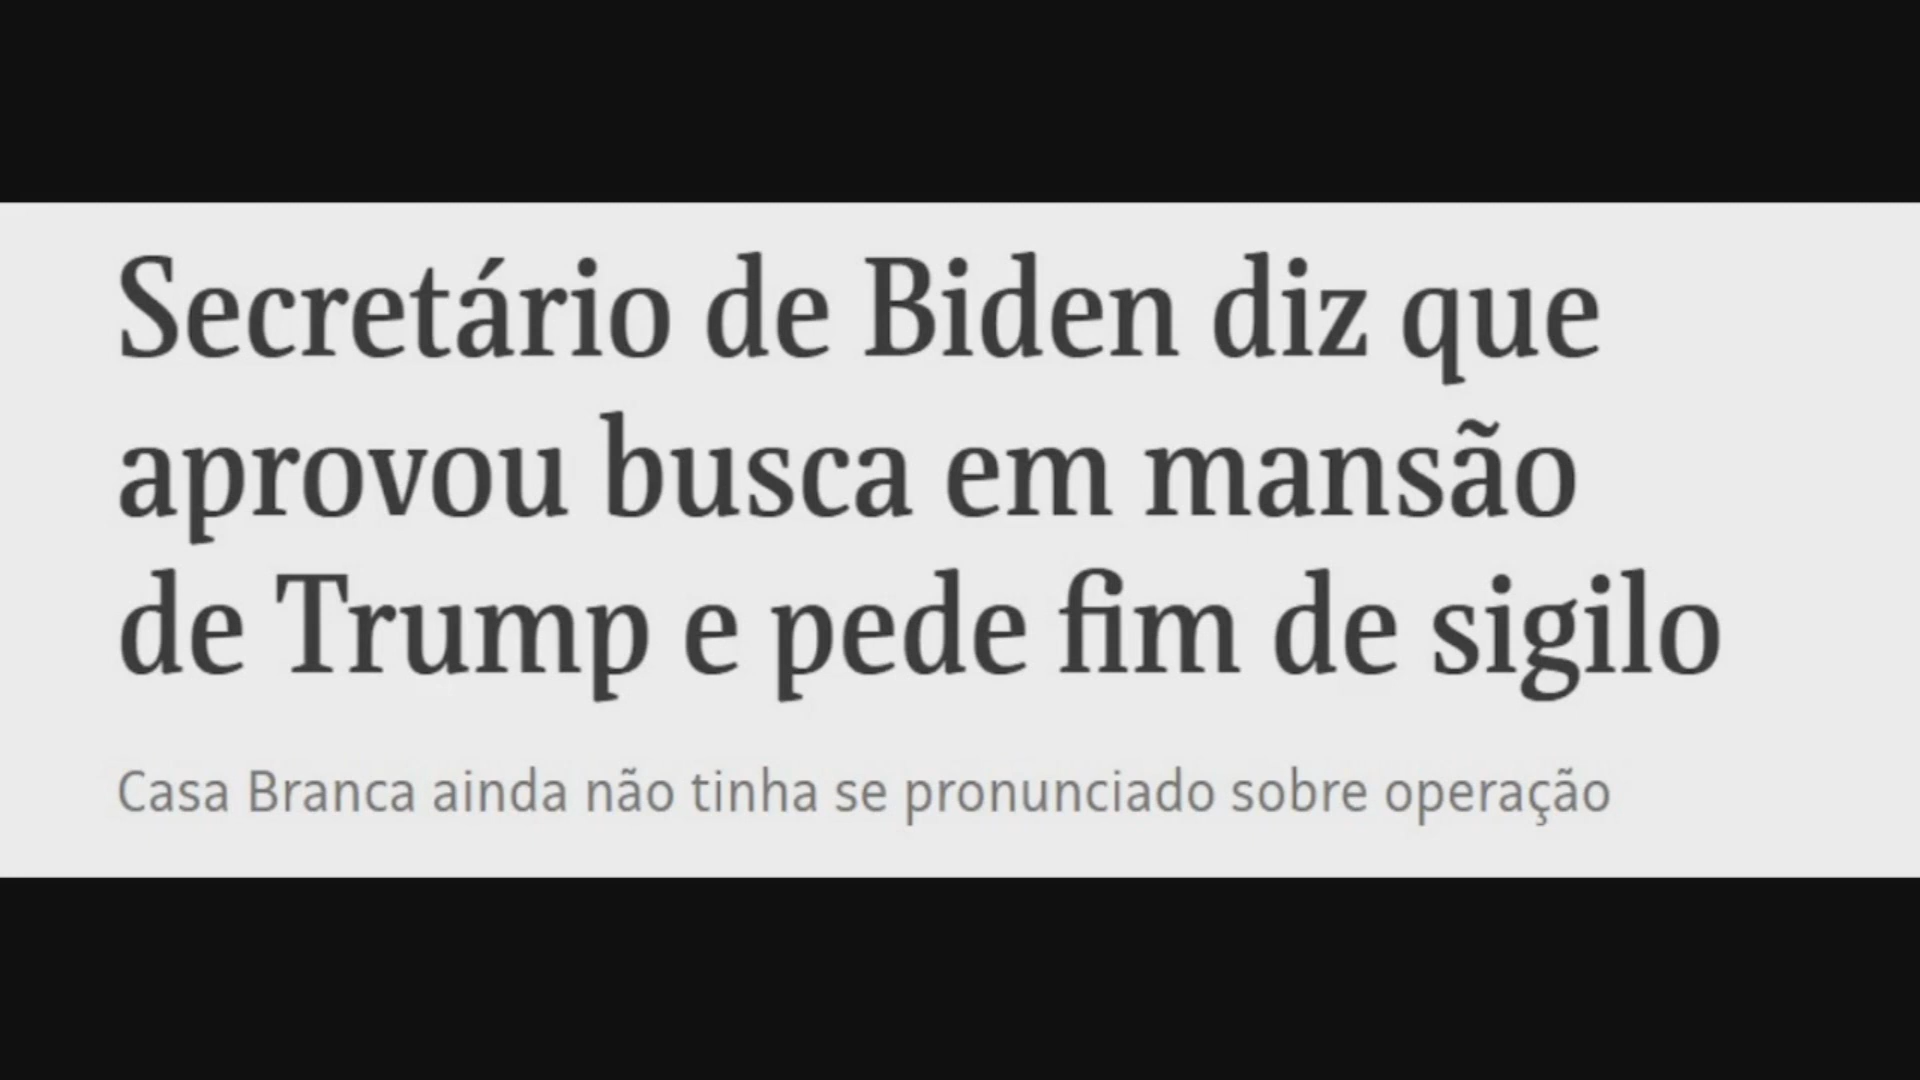 Secretário de Biden diz que
aprovou busca em mansão
de Trump e pede fim de sigilo
Casa Branca ainda não tinha se pronunciado sobre operação